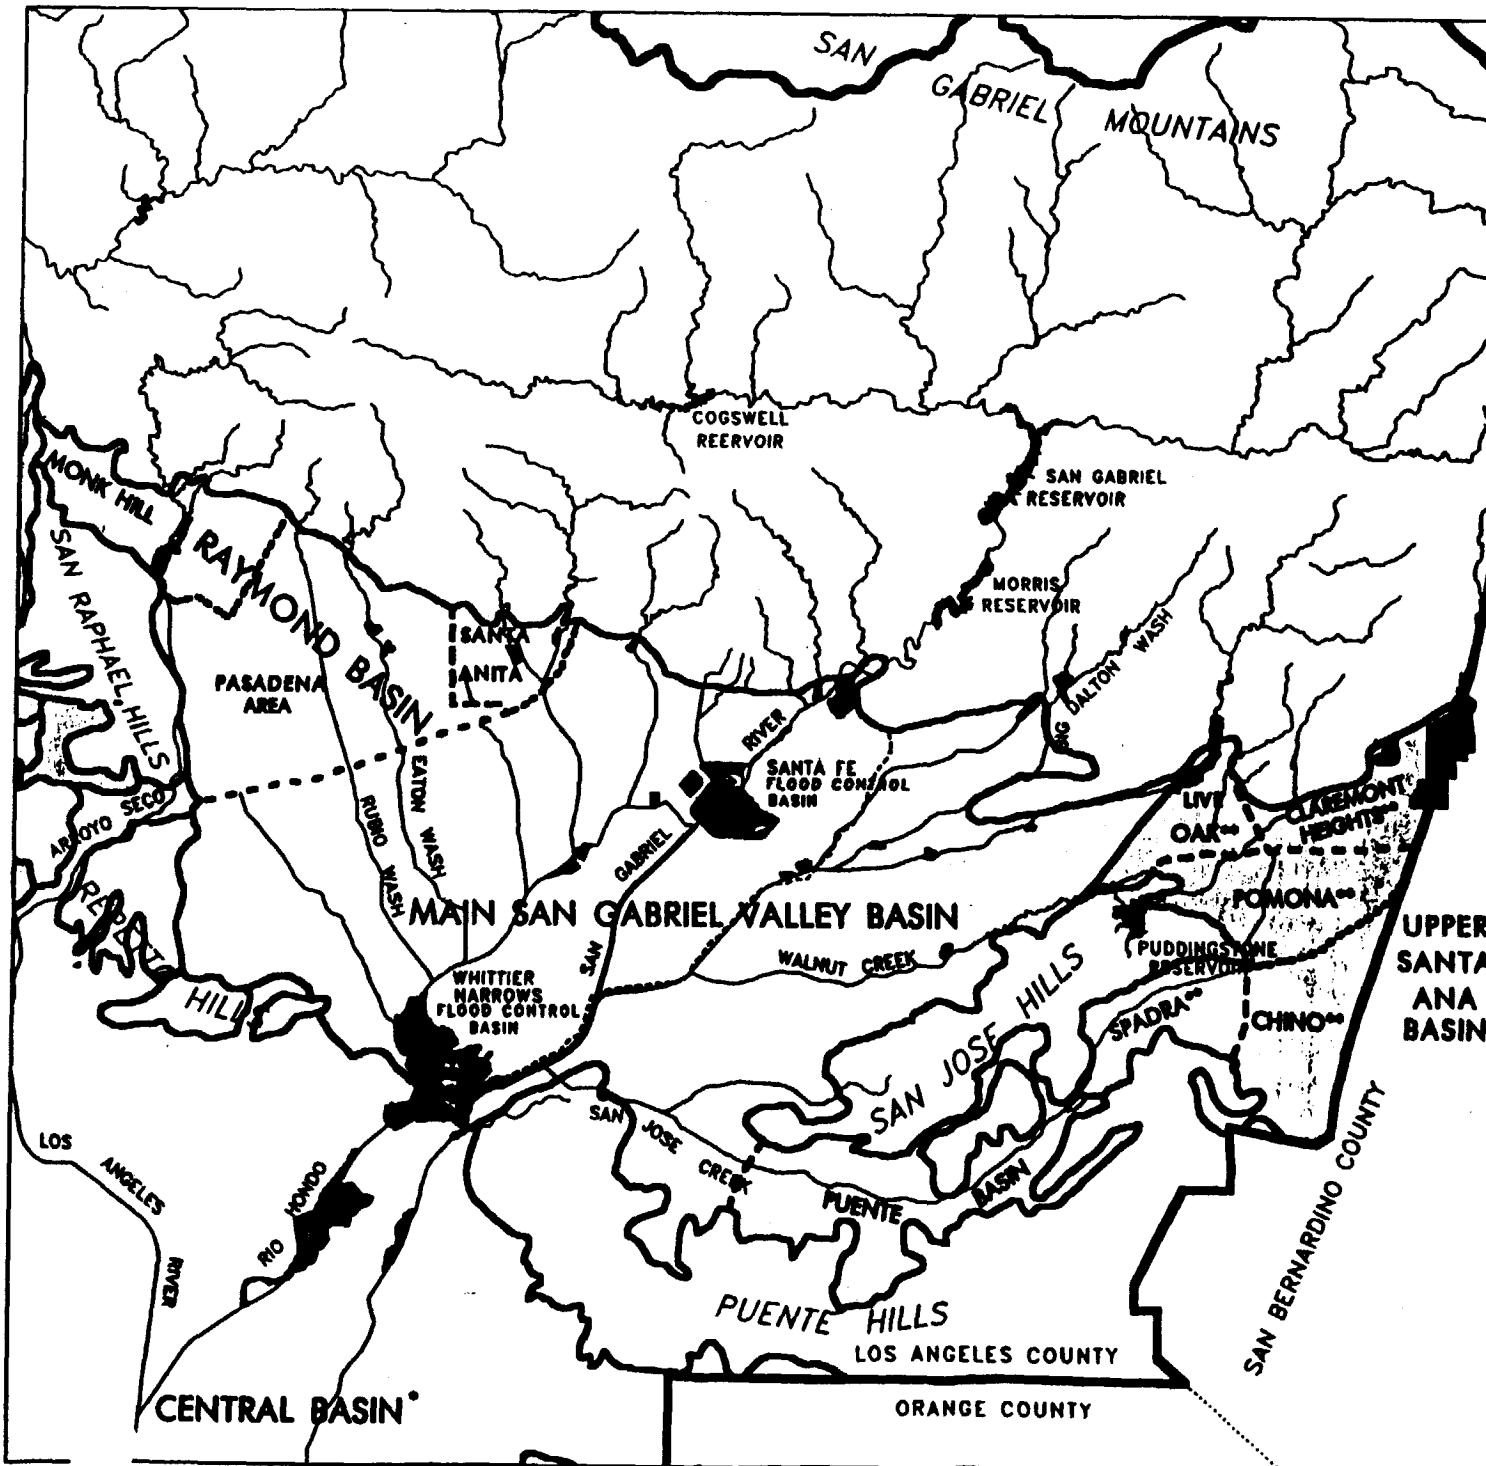 SAN
GABRIEL
MOUNTAINS
COGSWELL
REERVOIR
SAN GABRIEL
RESERVOIR
MONK HILL
RAYMOND BASIN
SAN RAPHAEL HILLS
MORRIS
RESERVOIR
SANTA
ANITA
PASADENA
AREA
BIG DALTON WASH
RIVER
SANTA FE
FLOOD CONTROL
BASIN
EATON WASH
RUBIO WASH
ARROYO SECO
GABRIEL
SAN
LIVE
OAK**
CLAREMONT
HEIGHTS**
POMONA**
MAIN SAN GABRIEL VALLEY BASIN
UPPER
SANTA
ANA
BASIN
PUDDINGSTONE
RESERVOIR
WALNUT CREEK
WHITTIER
NARROWS
FLOOD CONTROL
BASIN
HILLS
SAN JOSE HILLS
SPADRA**
CHINO**
SAN JOSE CREEK
PUENTE BASIN
LOS ANGELES RIVER
RIO HONDO
PUENTE HILLS
SAN BERNARDINO COUNTY
LOS ANGELES COUNTY
ORANGE COUNTY
CENTRAL BASIN*